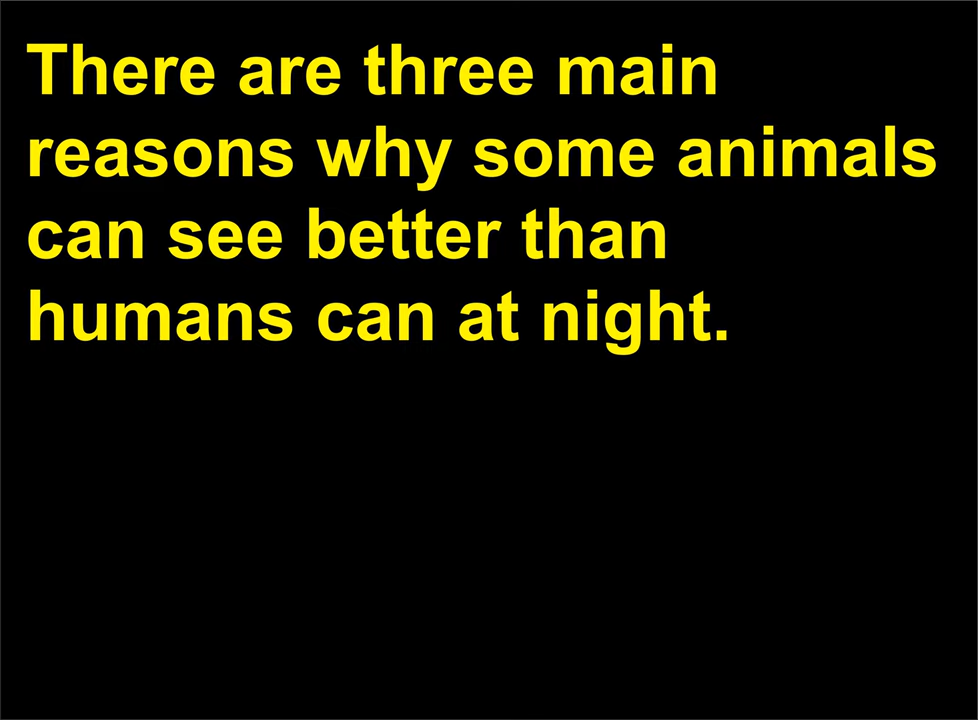 There are three main
reasons why some animals
can see better than
humans can at night.